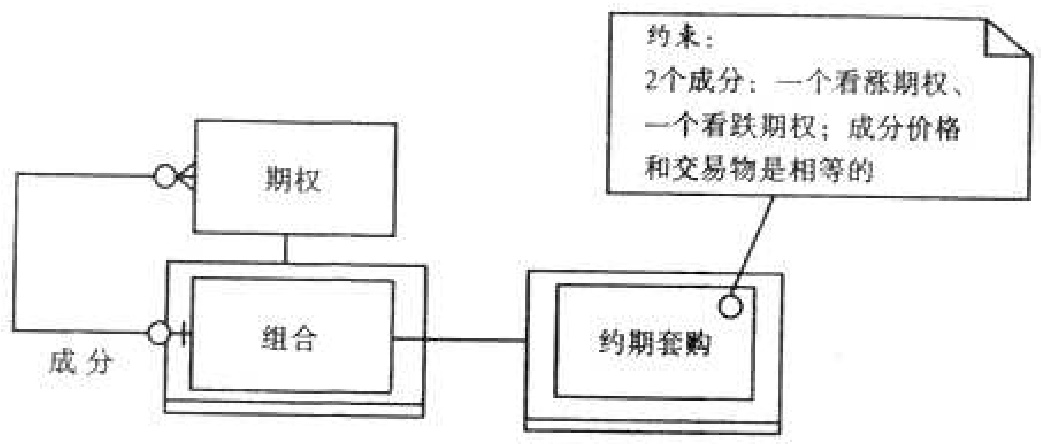 约束：
2个成分：一个看涨期权、
一个看跌期权；成分价格
和交易物是相等的
期权
组合
约期套购
成分